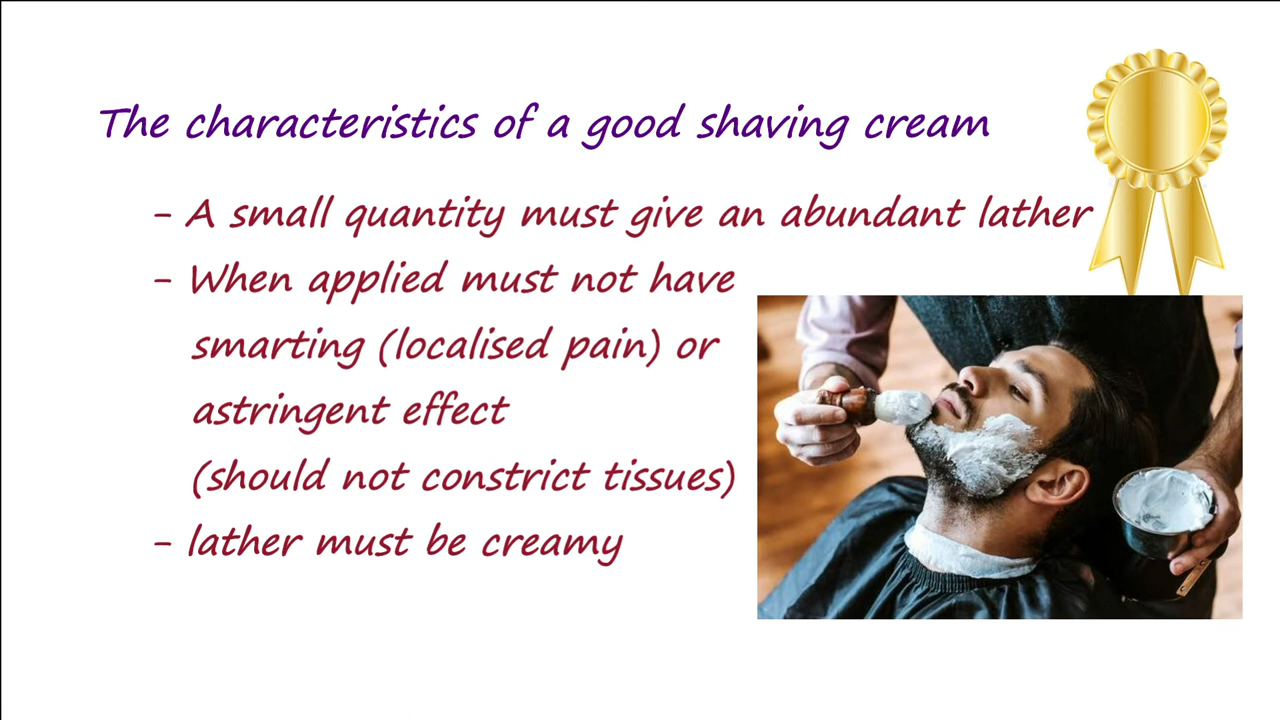 The characteristics of a good shaving cream
- A small quantity must give an abundant lather
- When applied must not have
smarting (localised pain) or
astringent effect
(should not constrict tissues)
- lather must be creamy